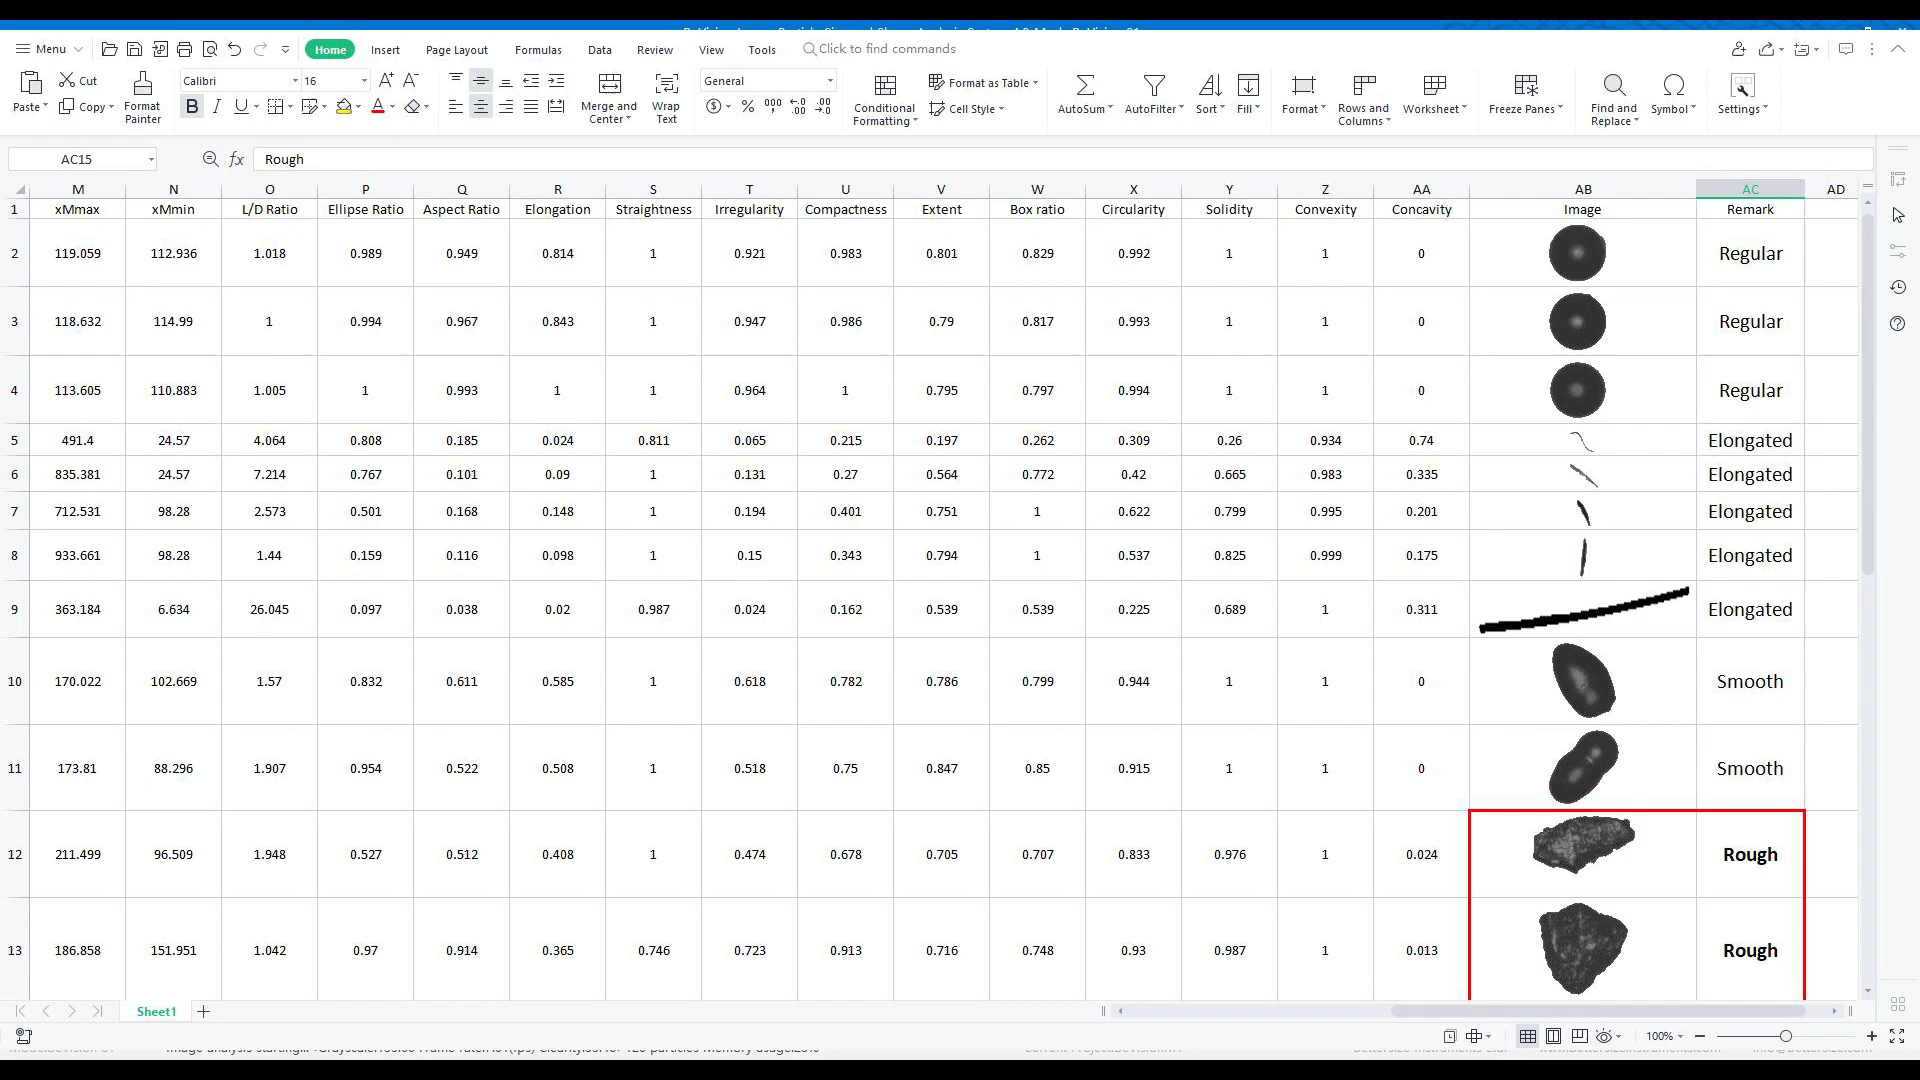 Menu Home Insert Page Layout Formulas Data Review View Tools Click to find commands
Paste Cut Copy Format Painter Calibri 16 A A B I U A Merge and Center Wrap Text General Conditional Formatting Format as Table Cell Style AutoSum AutoFilter Sort Fill Format Rows and Columns Worksheet Freeze Panes Find and Replace Symbol Settings
AC15 fx Rough
M N O P Q R S T U V W X Y Z AA AB AC AD
1 xMmax xMmin L/D Ratio Ellipse Ratio Aspect Ratio Elongation Straightness Irregularity Compactness Extent Box ratio Circularity Solidity Convexity Concavity Image Remark
2 119.059 112.936 1.018 0.989 0.949 0.814 1 0.921 0.983 0.801 0.829 0.992 1 1 0 Regular
3 118.632 114.99 1 0.994 0.967 0.843 1 0.947 0.986 0.79 0.817 0.993 1 1 0 Regular
4 113.605 110.883 1.005 1 0.993 1 1 0.964 1 0.795 0.797 0.994 1 1 0 Regular
5 491.4 24.57 4.064 0.808 0.185 0.024 0.811 0.065 0.215 0.197 0.262 0.309 0.26 0.934 0.74 Elongated
6 835.381 24.57 7.214 0.767 0.101 0.09 1 0.131 0.27 0.564 0.772 0.42 0.665 0.983 0.335 Elongated
7 712.531 98.28 2.573 0.501 0.168 0.148 1 0.194 0.401 0.751 1 0.622 0.799 0.995 0.201 Elongated
8 933.661 98.28 1.44 0.159 0.116 0.098 1 0.15 0.343 0.794 1 0.537 0.825 0.999 0.175 Elongated
9 363.184 6.634 26.045 0.097 0.038 0.02 0.987 0.024 0.162 0.539 0.539 0.225 0.689 1 0.311 Elongated
10 170.022 102.669 1.57 0.832 0.611 0.585 1 0.618 0.782 0.786 0.799 0.944 1 1 0 Smooth
11 173.81 88.296 1.907 0.954 0.522 0.508 1 0.518 0.75 0.847 0.85 0.915 1 1 0 Smooth
12 211.499 96.509 1.948 0.527 0.512 0.408 1 0.474 0.678 0.705 0.707 0.833 0.976 1 0.024 Rough
13 186.858 151.951 1.042 0.97 0.914 0.365 0.746 0.723 0.913 0.716 0.748 0.93 0.987 1 0.013 Rough
Sheet1
100%